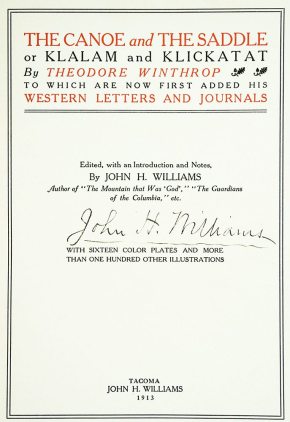 THE CANOE and THE SADDLE
or KLALAM and KLICKATAT
By THEODORE WINTHROP
TO WHICH ARE NOW FIRST ADDED HIS
WESTERN LETTERS AND JOURNALS
Edited, with an Introduction and Notes,
By JOHN H. WILLIAMS
Author of "The Mountain that Was 'God'," "The Guardians
of the Columbia," etc.
John H. Williams
WITH SIXTEEN COLOR PLATES AND MORE
THAN ONE HUNDRED OTHER ILLUSTRATIONS
TACOMA
JOHN H. WILLIAMS
1913